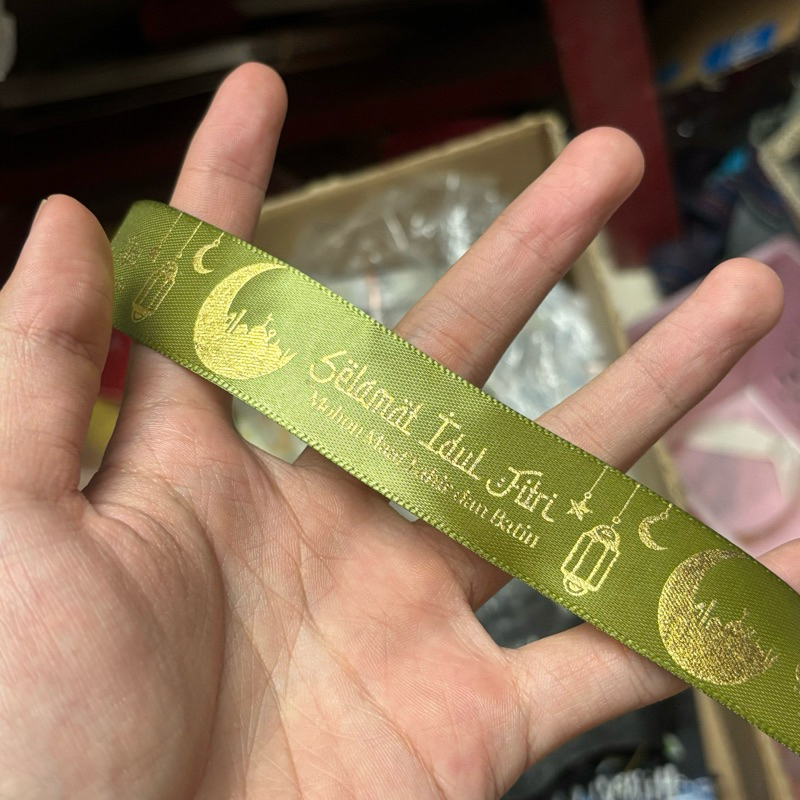 Selamat Idul Fitri
Mohon Maaf Lahir dan Batin